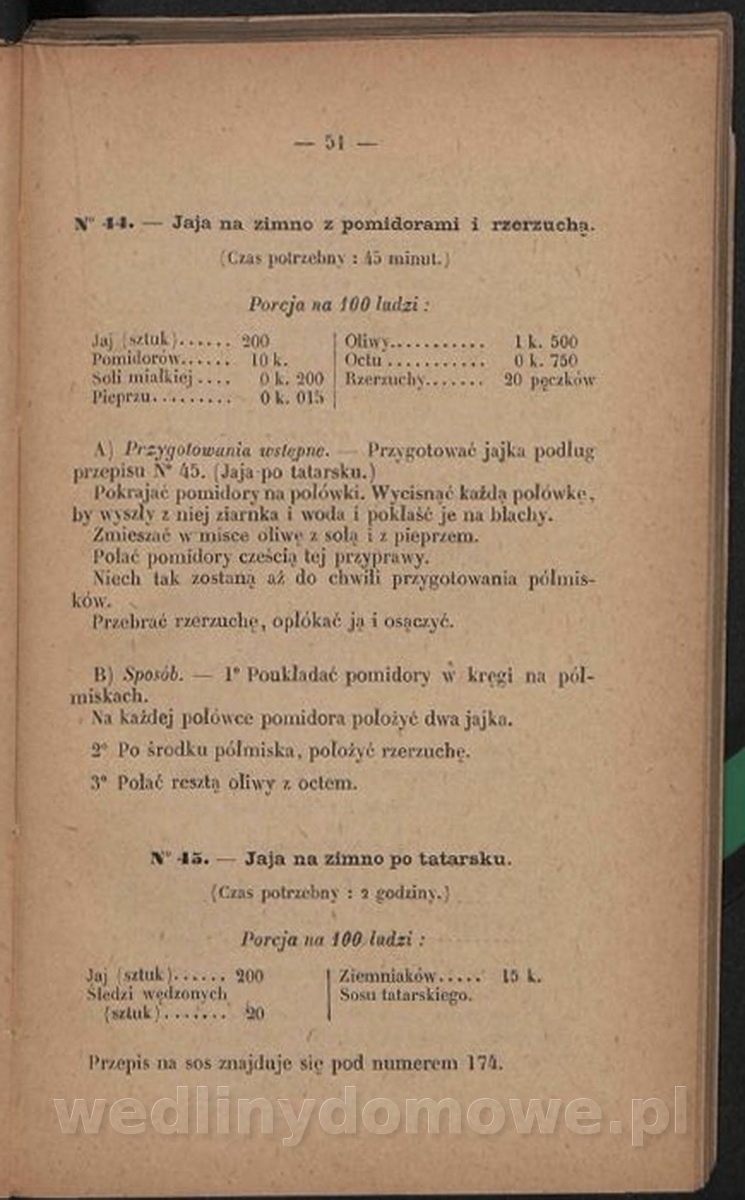 — 51 —
N° 44. — Jaja na zimno z pomidorami i rzerzuchą.
(Czas potrzebny : 45 minut.)
Porcja na 100 ludzi :
Jaj (sztuk)...... 200
Pomidorów...... 10 k.
Soli miałkiej.... 0 k. 200
Pieprzu......... 0 k. 015
Oliwy........... 1 k. 500
Octu........... 0 k. 750
Rzerzuchy....... 20 pęczków
A) Przygotowania wstępne. — Przygotować jajka podług
przepisu N° 45. (Jaja po tatarsku.)
Pokrajać pomidory na polówki. Wycisnąć każdą polówkę,
by wyszły z niej ziarnka i woda i pokłaść je na blachy.
Zmieszać w misce oliwę z solą i z pieprzem.
Polać pomidory cześcią tej przyprawy.
Niech tak zostaną aż do chwili przygotowania pólmis-
ków.
Przebrać rzerzuchę, opłókać ją i osączyć.
B) Sposób. — 1° Poukładać pomidory w kręgi na pół-
miskach.
Na każdej polówce pomidora położyć dwa jajka.
2° Po środku półmiska, położyć rzerzuchę.
3° Polać resztą oliwy z octem.
N° 45. — Jaja na zimno po tatarsku.
(Czas potrzebny : 2 godziny.)
Porcja na 100 ludzi :
Jaj (sztuk)...... 200
Śledzi wędzonych
(sztuk)....... 20
Ziemniaków..... 15 k.
Sosu tatarskiego.
Przepis na sos znajduje się pod numerem 174.
wedlinydomowe.pl